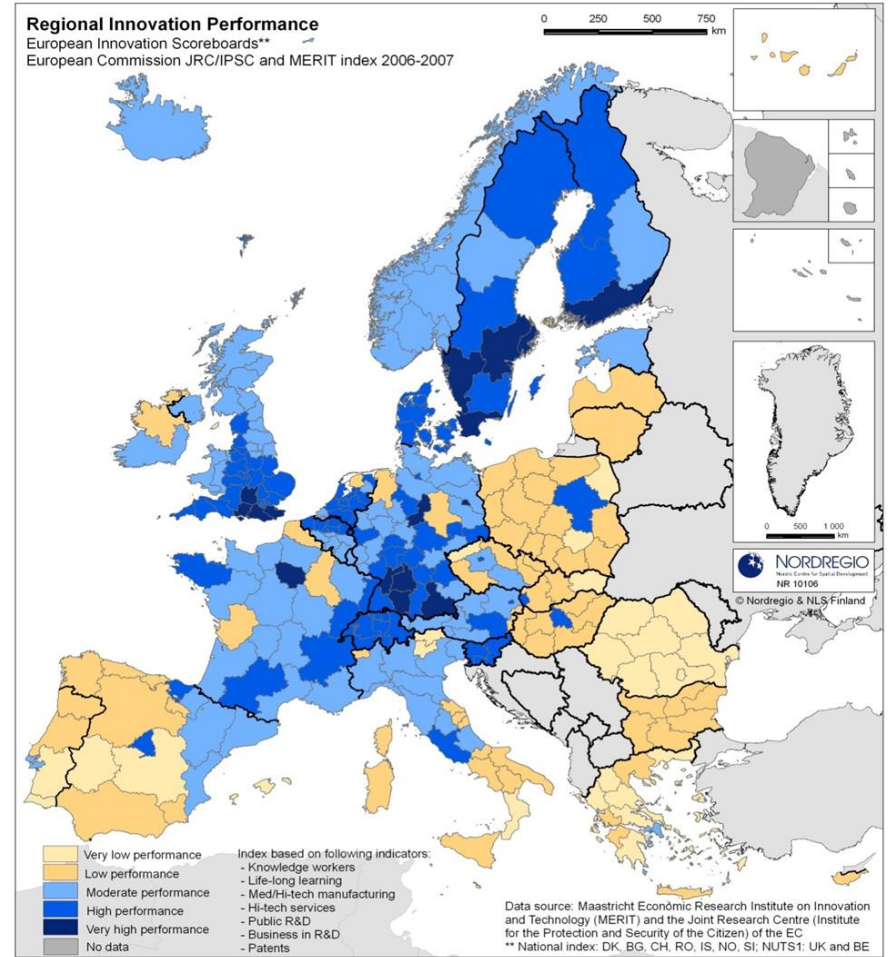 Regional Innovation Performance
European Innovation Scoreboards**
European Commission JRC/IPSC and MERIT index 2006-2007
0 250 500 750
km
0 500 1 000
km
NORDREGIO
Nordic Centre for Spatial Development
NR 10106
© Nordregio & NLS Finland
Very low performance
Low performance
Moderate performance
High performance
Very high performance
No data
Index based on following indicators:
- Knowledge workers
- Life-long learning
- Med/Hi-tech manufacturing
- Hi-tech services
- Public R&D
- Business in R&D
- Patents
Data source: Maastricht Economic Research Institute on Innovation
and Technology (MERIT) and the Joint Research Centre (Institute
for the Protection and Security of the Citizen) of the EC
** National index: DK, BG, CH, RO, IS, NO, SI; NUTS1: UK and BE